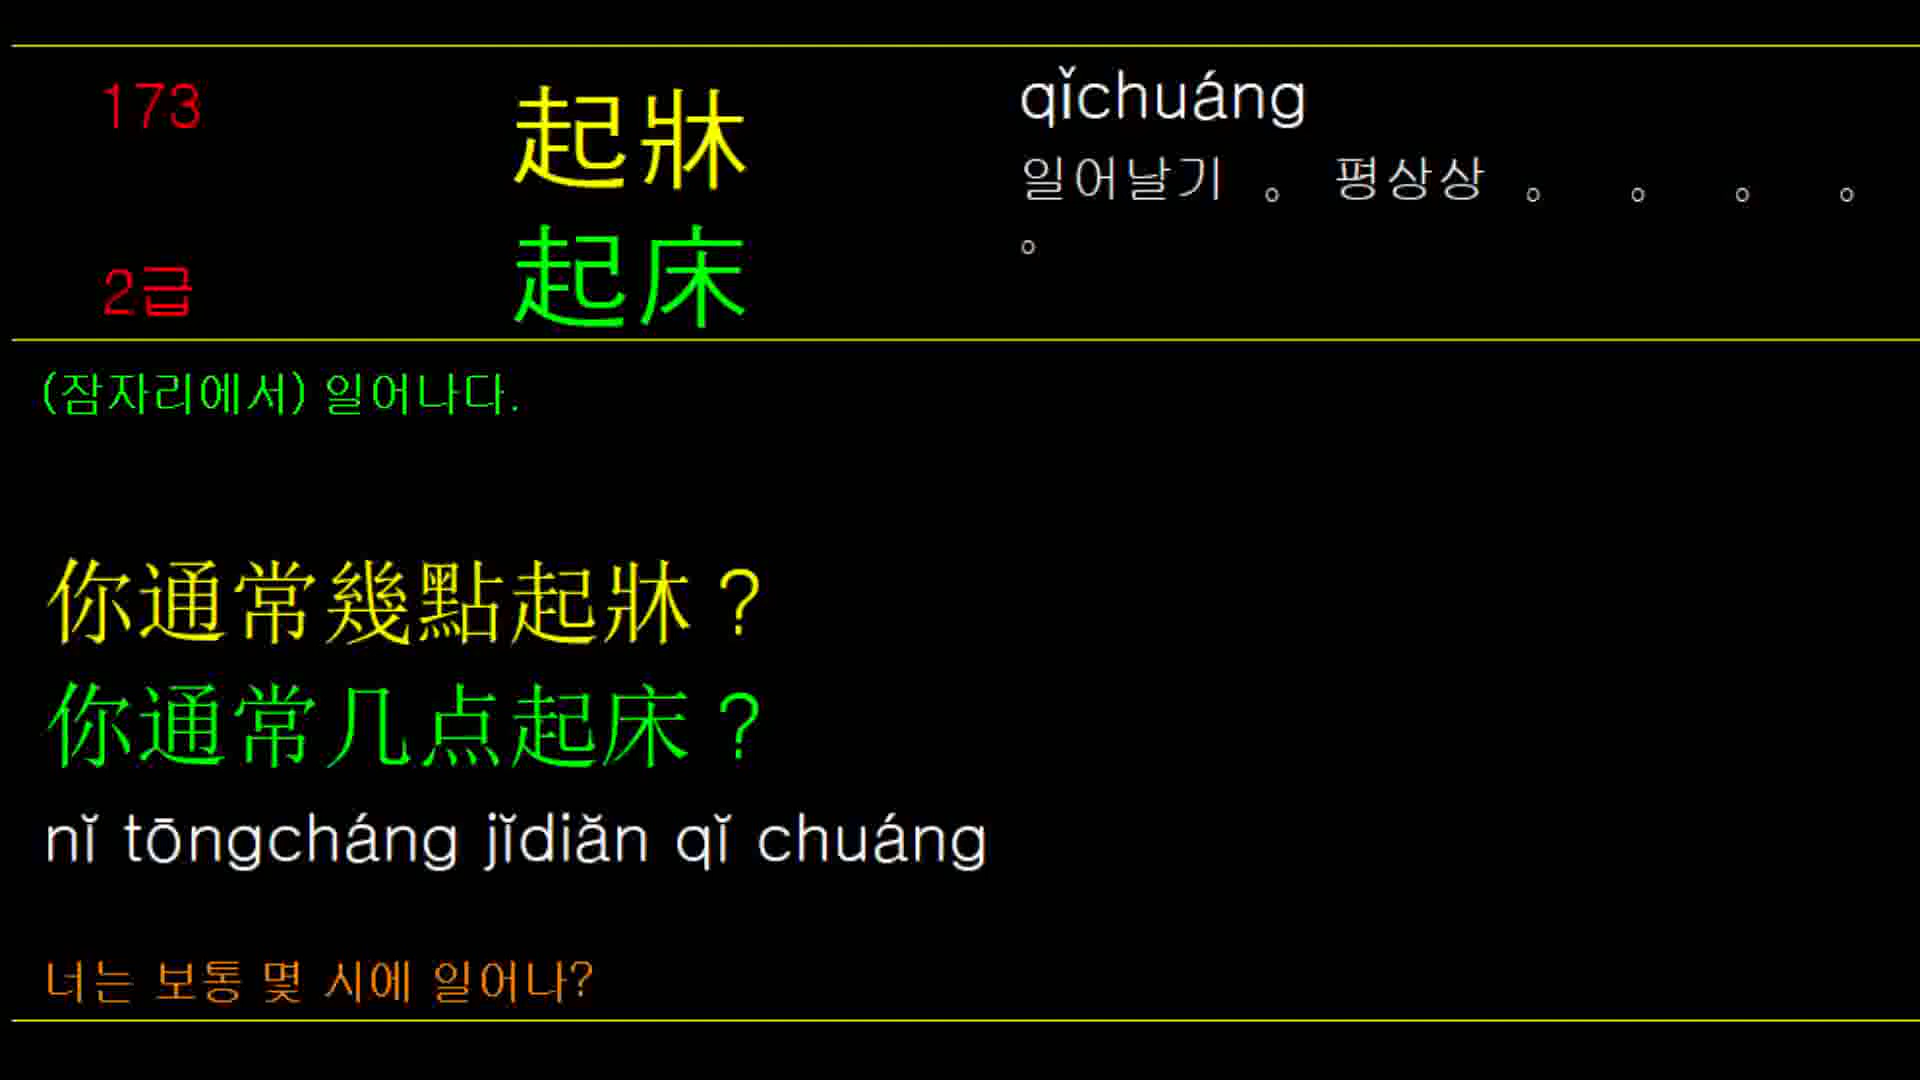 173
起牀
qǐchuáng
일어날기 。 평상상 。 。 。 。
。
2급
起床
(잠자리에서) 일어나다.
你通常幾點起牀？
你通常几点起床？
nǐ tōngcháng jǐdiǎn qǐ chuáng
너는 보통 몇 시에 일어나?